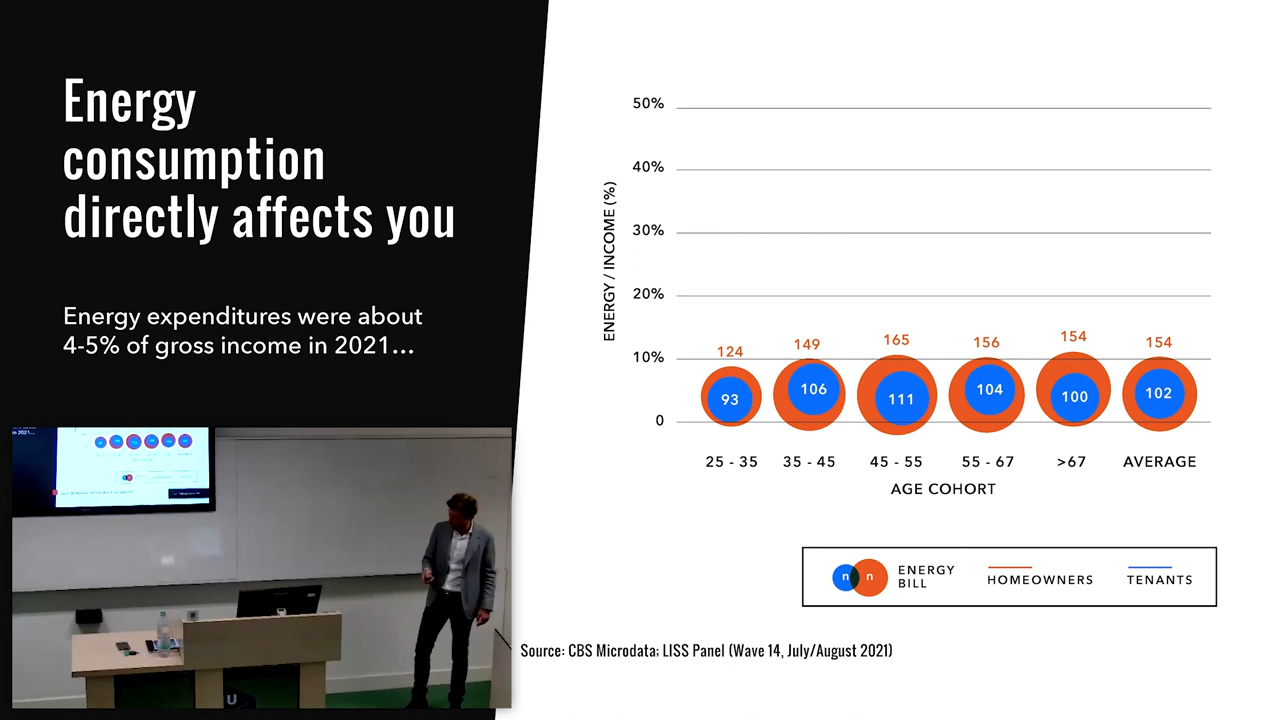 Energy
consumption
directly affects you
Energy expenditures were about
4-5% of gross income in 2021...
ENERGY / INCOME (%)
50%
40%
30%
20%
10%
0
124
149
165
156
154
154
93
106
111
104
100
102
25 - 35
35 - 45
45 - 55
55 - 67
>67
AVERAGE
AGE COHORT
n
n
ENERGY
BILL
HOMEOWNERS
TENANTS
Source: CBS Microdata; LISS Panel (Wave 14, July/August 2021)
in 2021...
U